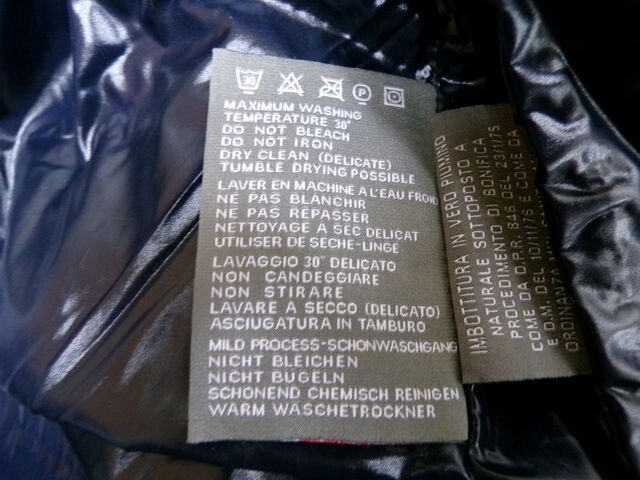 30
P
MAXIMUM WASHING
TEMPERATURE 30°
DO NOT BLEACH
DO NOT IRON
DRY CLEAN (DELICATE)
TUMBLE DRYING POSSIBLE
LAVER EN MACHINE A L'EAU FROID
NE PAS BLANCHIR
NE PAS REPASSER
NETTOYAGE A SEC DELICAT
UTILISER DE SECHE-LINGE
LAVAGGIO 30° DELICATO
NON CANDEGGIARE
NON STIRARE
LAVARE A SECCO (DELICATO)
ASCIUGATURA IN TAMBURO
MILD PROCESS-SCHONWASCHGANG
NICHT BLEICHEN
NICHT BUGELN
SCHONEND CHEMISCH REINIGEN
WARM WASCHETROCKNER
IMBOTTITURA IN VERO PIUMINO
NATURALE SOTTOPOSTO A
PROCEDIMENTO DI BONIFICA
COME DA D.P.R. 845 DEL 23/1/75
E D.M. DEL 10/11/76 E COME DA
ORDINANZA